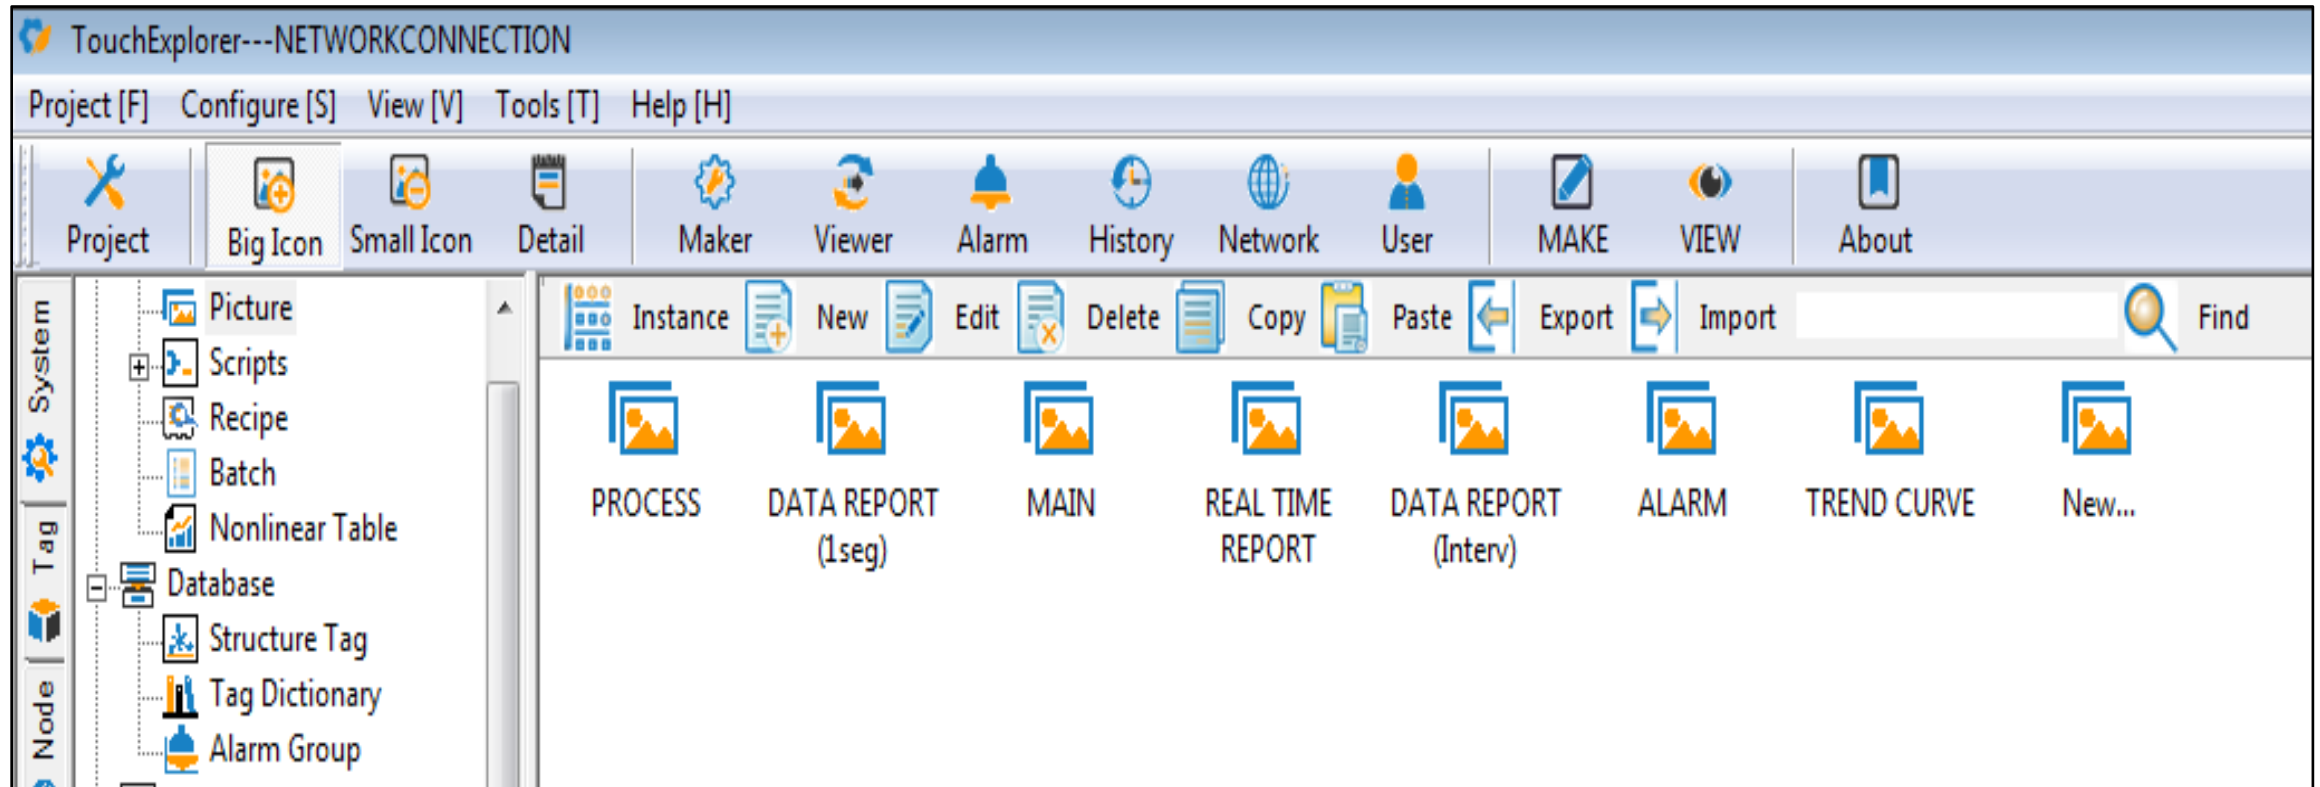 TouchExplorer---NETWORKCONNECTION
Project [F] Configure [S] View [V] Tools [T] Help [H]
Project Big Icon Small Icon Detail Maker Viewer Alarm History Network User MAKE VIEW About
System
Tag
Node
Picture
Scripts
Recipe
Batch
Nonlinear Table
Database
Structure Tag
Tag Dictionary
Alarm Group
Instance New Edit Delete Copy Paste Export Import Find
PROCESS
DATA REPORT
(1seg)
MAIN
REAL TIME
REPORT
DATA REPORT
(Interv)
ALARM
TREND CURVE
New...